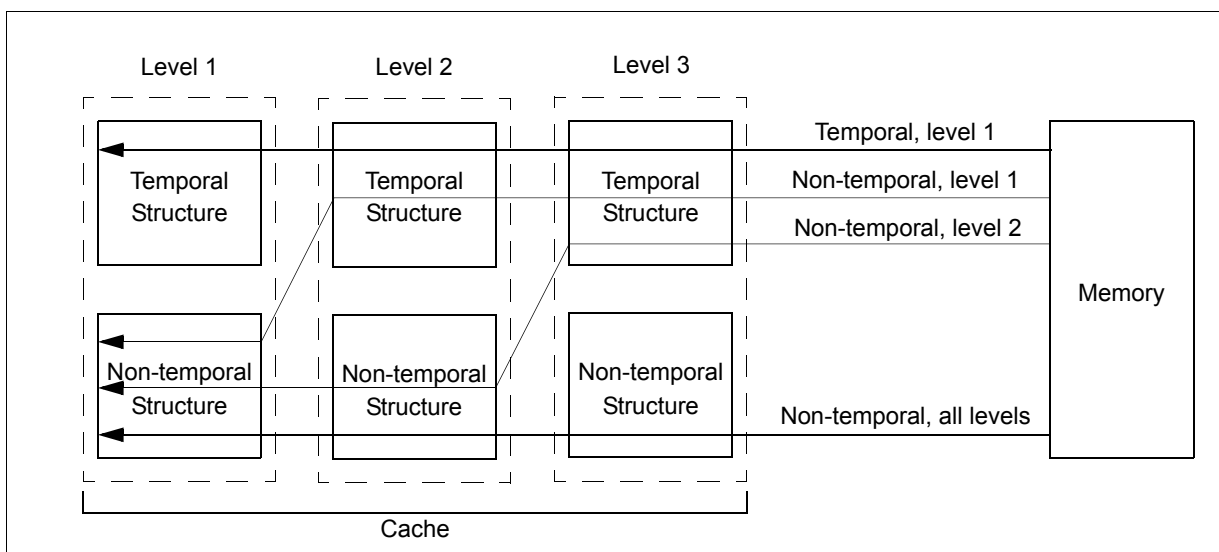 Level 1
Level 2
Level 3
Temporal
Structure
Temporal
Structure
Temporal
Structure
Temporal, level 1
Non-temporal, level 1
Non-temporal, level 2
Memory
Non-temporal
Structure
Non-temporal
Structure
Non-temporal
Structure
Non-temporal, all levels
Cache